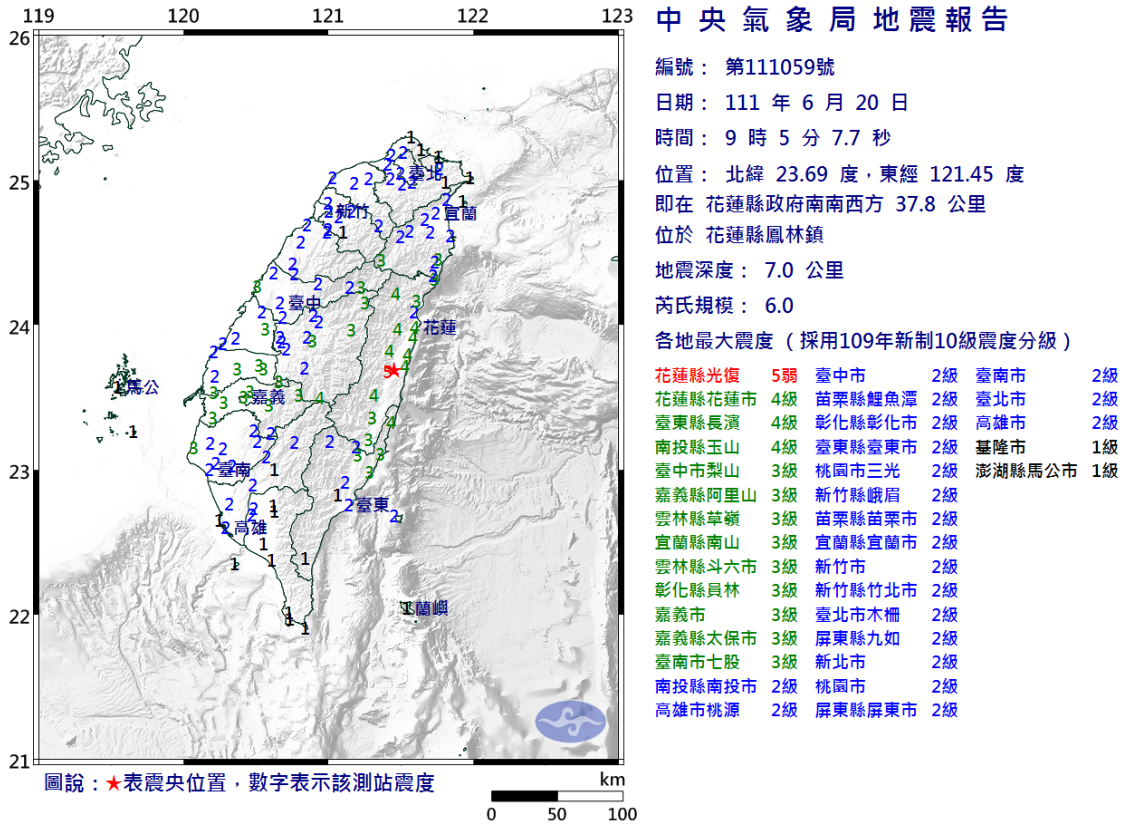 中央氣象局地震報告
編號： 第111059號
日期： 111 年 6 月 20 日
時間： 9 時 5 分 7.7 秒
位置： 北緯 23.69 度，東經 121.45 度
即在 花蓮縣政府南南西方 37.8 公里
位於 花蓮縣鳳林鎮
地震深度： 7.0 公里
芮氏規模： 6.0
各地最大震度（採用109年新制10級震度分級）
花蓮縣光復 5弱 臺中市 2級 臺南市 2級
花蓮縣花蓮市 4級 苗栗縣鯉魚潭 2級 臺北市 2級
臺東縣長濱 4級 彰化縣彰化市 2級 高雄市 2級
南投縣玉山 4級 臺東縣臺東市 2級 基隆市 1級
臺中市梨山 3級 桃園市三光 2級 澎湖縣馬公市 1級
嘉義縣阿里山 3級 新竹縣峨眉 2級
雲林縣草嶺 3級 苗栗縣苗栗市 2級
宜蘭縣南山 3級 宜蘭縣宜蘭市 2級
雲林縣斗六市 3級 新竹市 2級
彰化縣員林 3級 新竹縣竹北市 2級
嘉義市 3級 臺北市木柵 2級
嘉義縣太保市 3級 屏東縣九如 2級
臺南市七股 3級 新北市 2級
南投縣南投市 2級 桃園市 2級
高雄市桃源 2級 屏東縣屏東市 2級
119 120 121 122 123
26
25
24
23
22
21
臺北
新竹
宜蘭
臺中
花蓮
馬公
嘉義
臺南
臺東
高雄
蘭嶼
圖說：★表震央位置，數字表示該測站震度
km
0 50 100